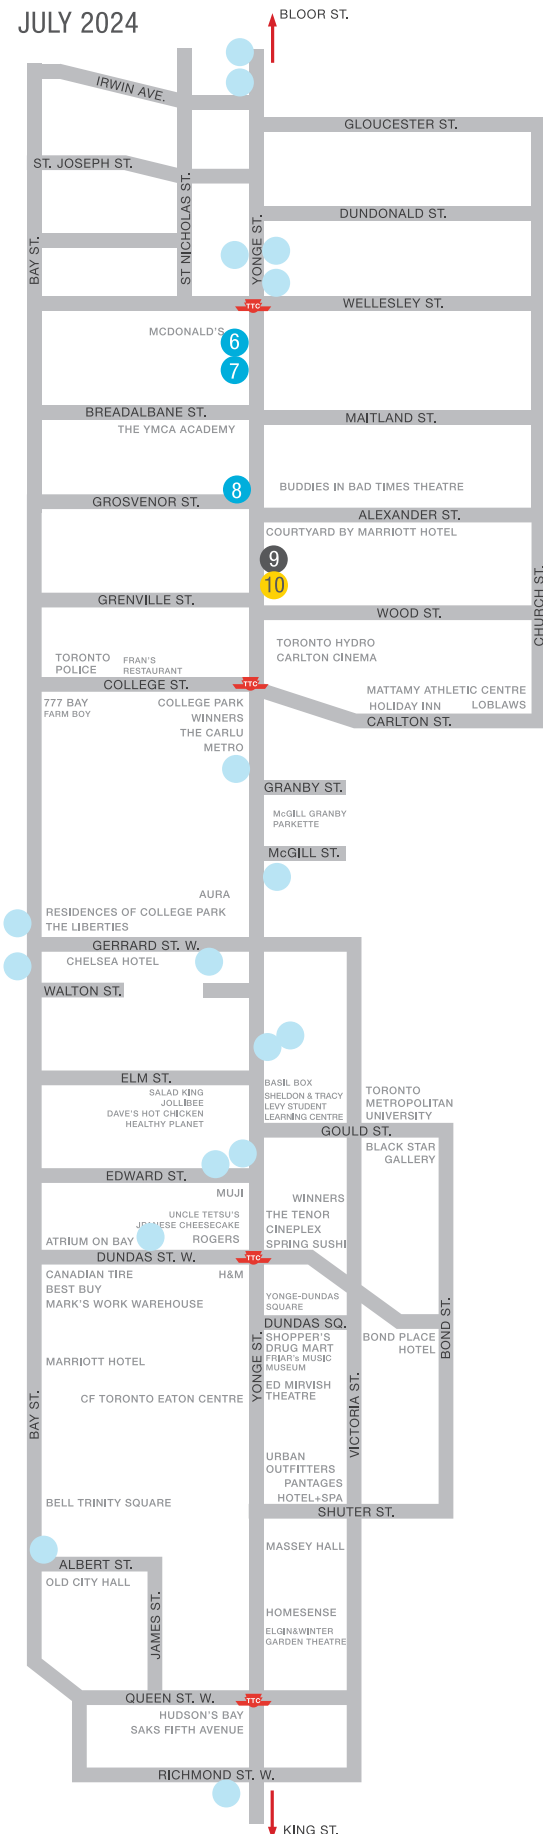 JULY 2024
BLOOR ST.
IRWIN AVE.
GLOUCESTER ST.
ST. JOSEPH ST.
ST NICHOLAS ST.
DUNDONALD ST.
BAY ST.
YONGE ST.
TTC
WELLESLEY ST.
MCDONALD'S
6
7
BREADALBANE ST.
MAITLAND ST.
THE YMCA ACADEMY
8
BUDDIES IN BAD TIMES THEATRE
GROSVENOR ST.
ALEXANDER ST.
COURTYARD BY MARRIOTT HOTEL
9
10
CHURCH ST.
GRENVILLE ST.
WOOD ST.
TORONTO HYDRO
CARLTON CINEMA
TORONTO
POLICE
FRAN'S
RESTAURANT
COLLEGE ST.
TTC
MATTAMY ATHLETIC CENTRE
HOLIDAY INN
LOBLAWS
CARLTON ST.
777 BAY
FARM BOY
COLLEGE PARK
WINNERS
THE CARLU
METRO
GRANBY ST.
McGILL GRANBY
PARKETTE
McGILL ST.
AURA
RESIDENCES OF COLLEGE PARK
THE LIBERTIES
GERRARD ST. W.
CHELSEA HOTEL
WALTON ST.
ELM ST.
SALAD KING
JOLLIBEE
DAVE'S HOT CHICKEN
HEALTHY PLANET
BASIL BOX
SHELDON & TRACY
LEVY STUDENT
LEARNING CENTRE
TORONTO
METROPOLITAN
UNIVERSITY
GOULD ST.
BLACK STAR
GALLERY
EDWARD ST.
MUJI
WINNERS
UNCLE TETSU'S
JPANESE CHEESECAKE
ROGERS
THE TENOR
CINEPLEX
SPRING SUSHI
ATRIUM ON BAY
DUNDAS ST. W.
TTC
CANADIAN TIRE
H&M
BEST BUY
MARK'S WORK WAREHOUSE
YONGE-DUNDAS
SQUARE
DUNDAS SQ.
SHOPPER'S
DRUG MART
FRIAR's MUSIC
MUSEUM
BOND PLACE
HOTEL
BOND ST.
YONGE ST.
MARRIOTT HOTEL
ED MIRVISH
THEATRE
CF TORONTO EATON CENTRE
BAY ST.
VICTORIA ST.
URBAN
OUTFITTERS
PANTAGES
HOTEL+SPA
BELL TRINITY SQUARE
SHUTER ST.
MASSEY HALL
ALBERT ST.
OLD CITY HALL
JAMES ST.
HOMESENSE
ELGIN&WINTER
GARDEN THEATRE
QUEEN ST. W.
TTC
HUDSON'S BAY
SAKS FIFTH AVENUE
RICHMOND ST. W.
KING ST.